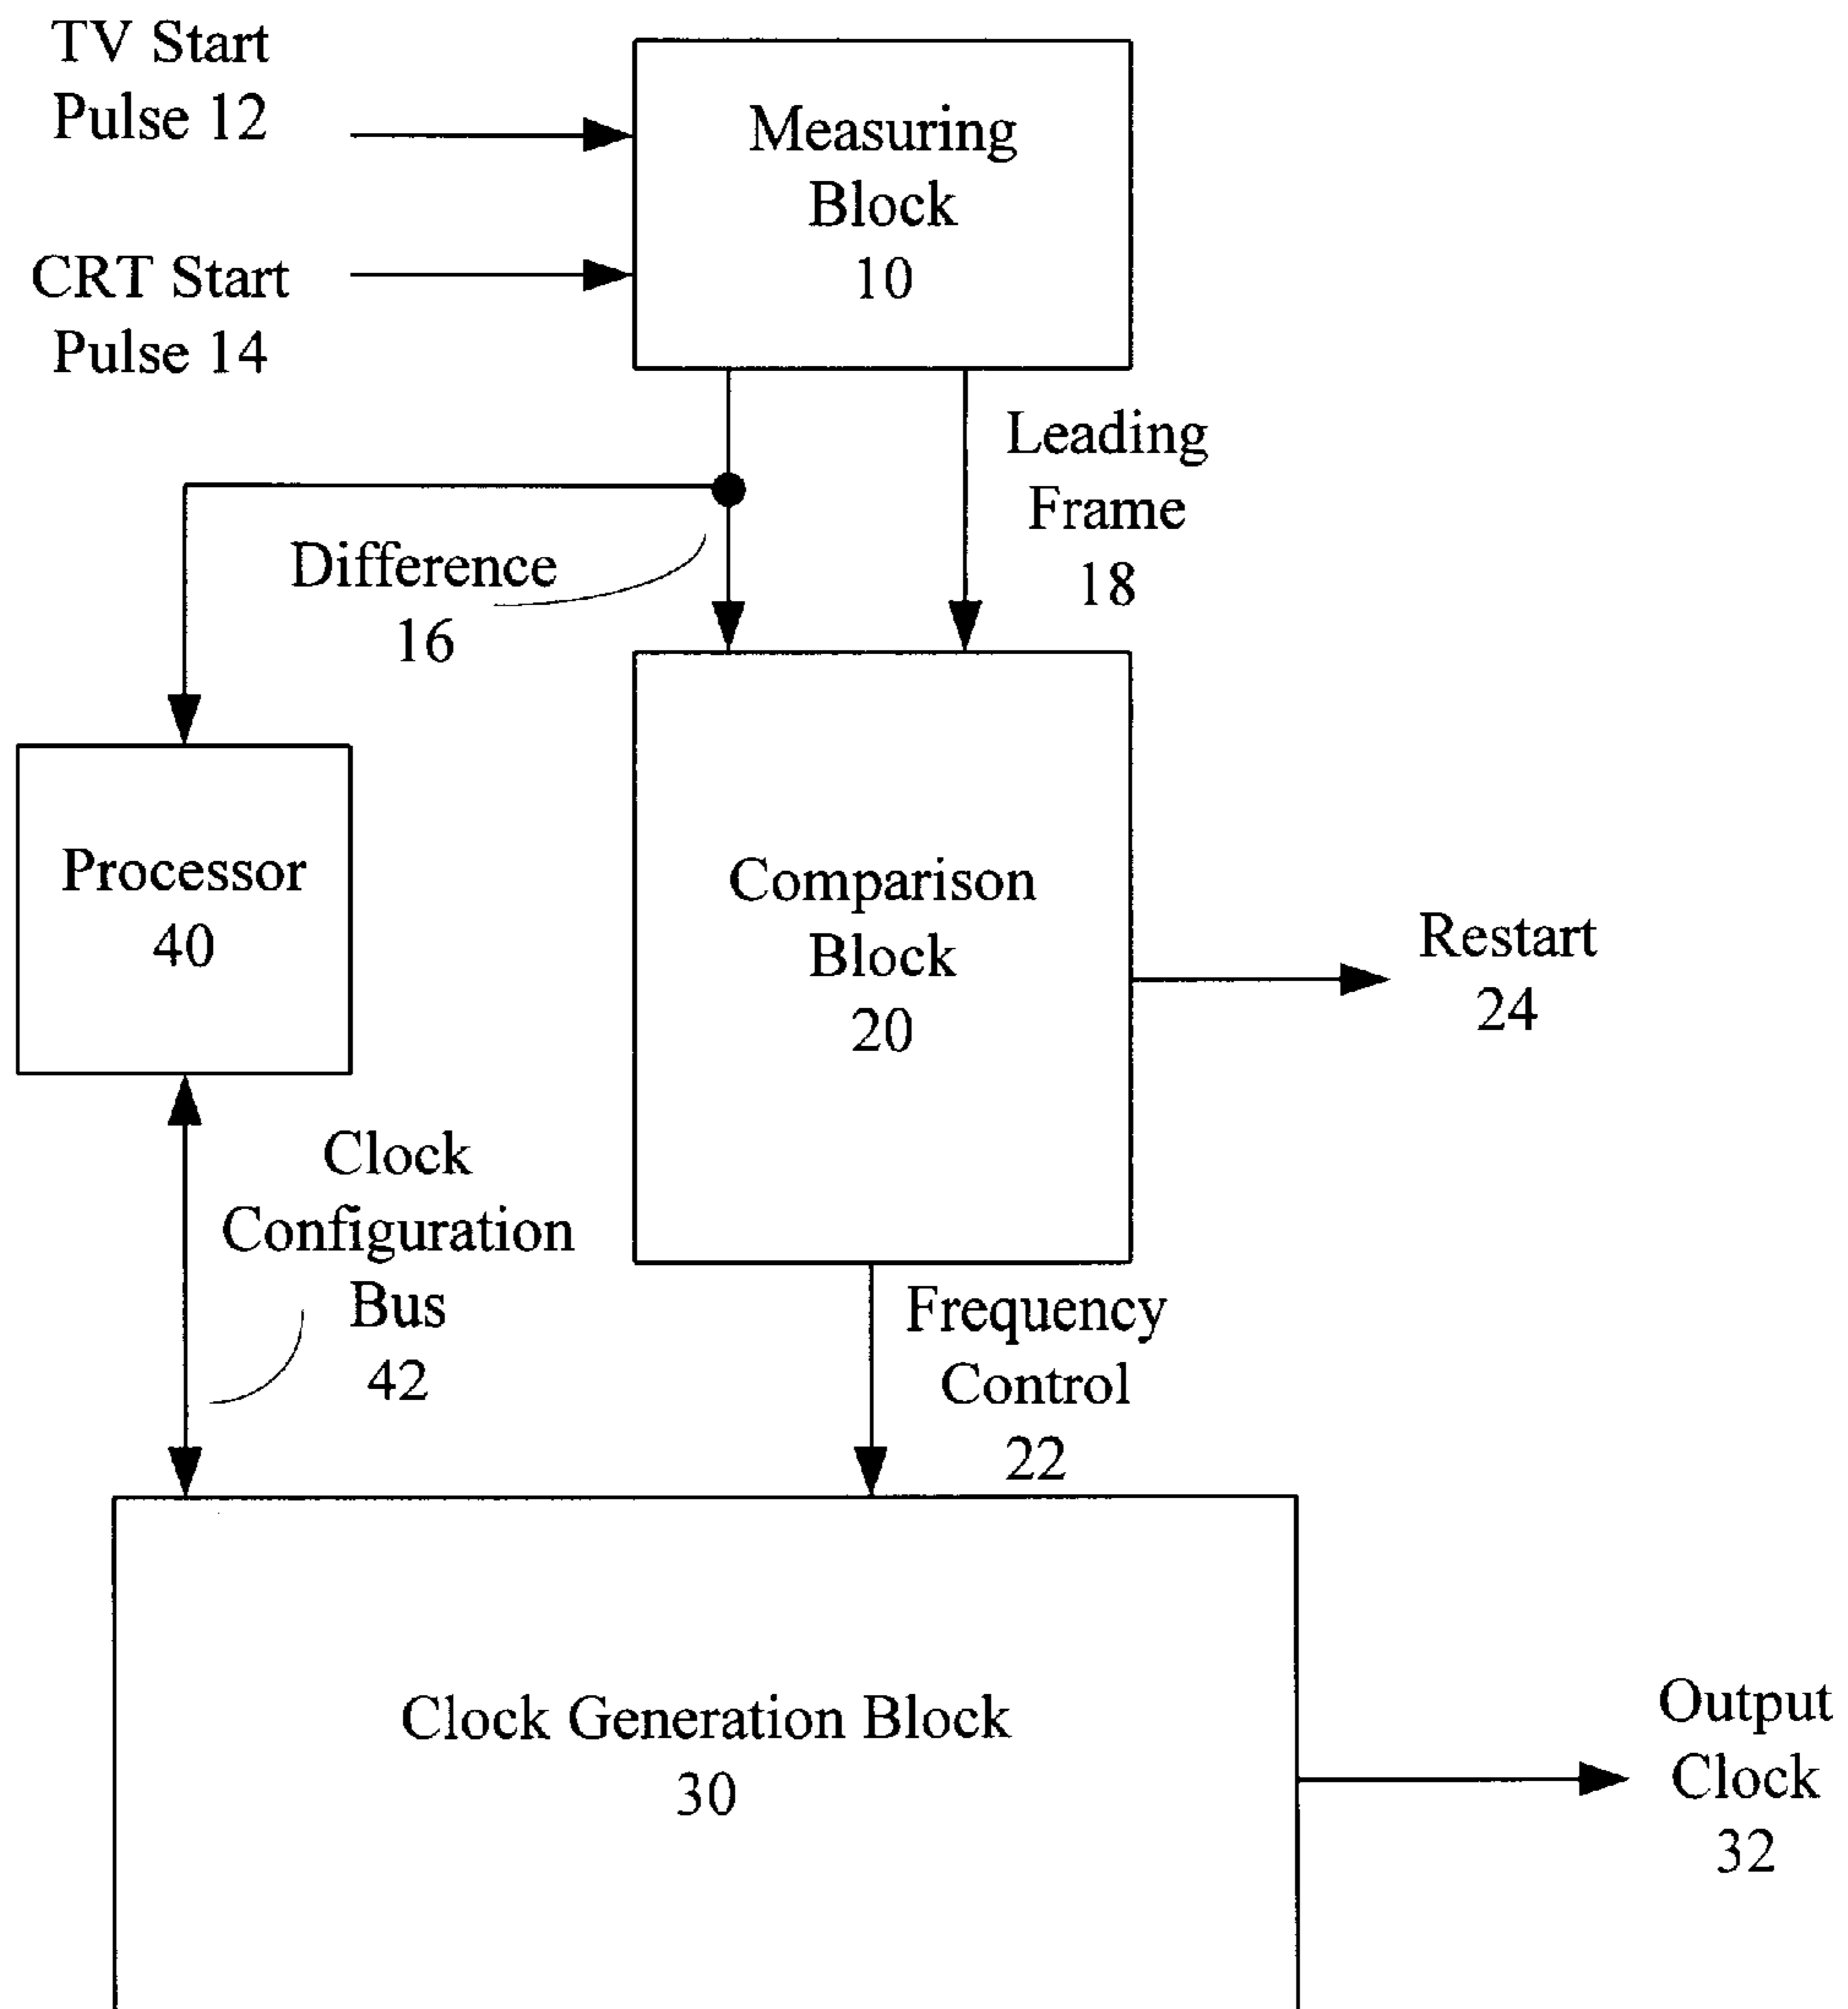 TV Start
Pulse 12
CRT Start
Pulse 14
Measuring
Block
10
Leading
Frame
18
Difference
16
Processor
40
Comparison
Block
20
Restart
24
Clock
Configuration
Bus
42
Frequency
Control
22
Clock Generation Block
30
Output
Clock
32